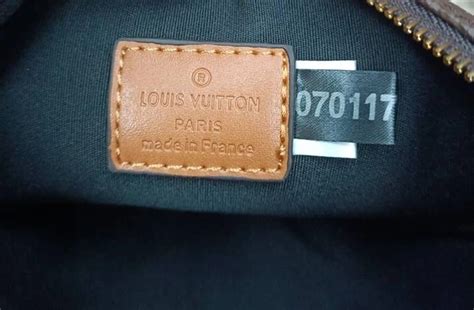 ®
LOUIS VUITTON
PARIS
made in France
070117